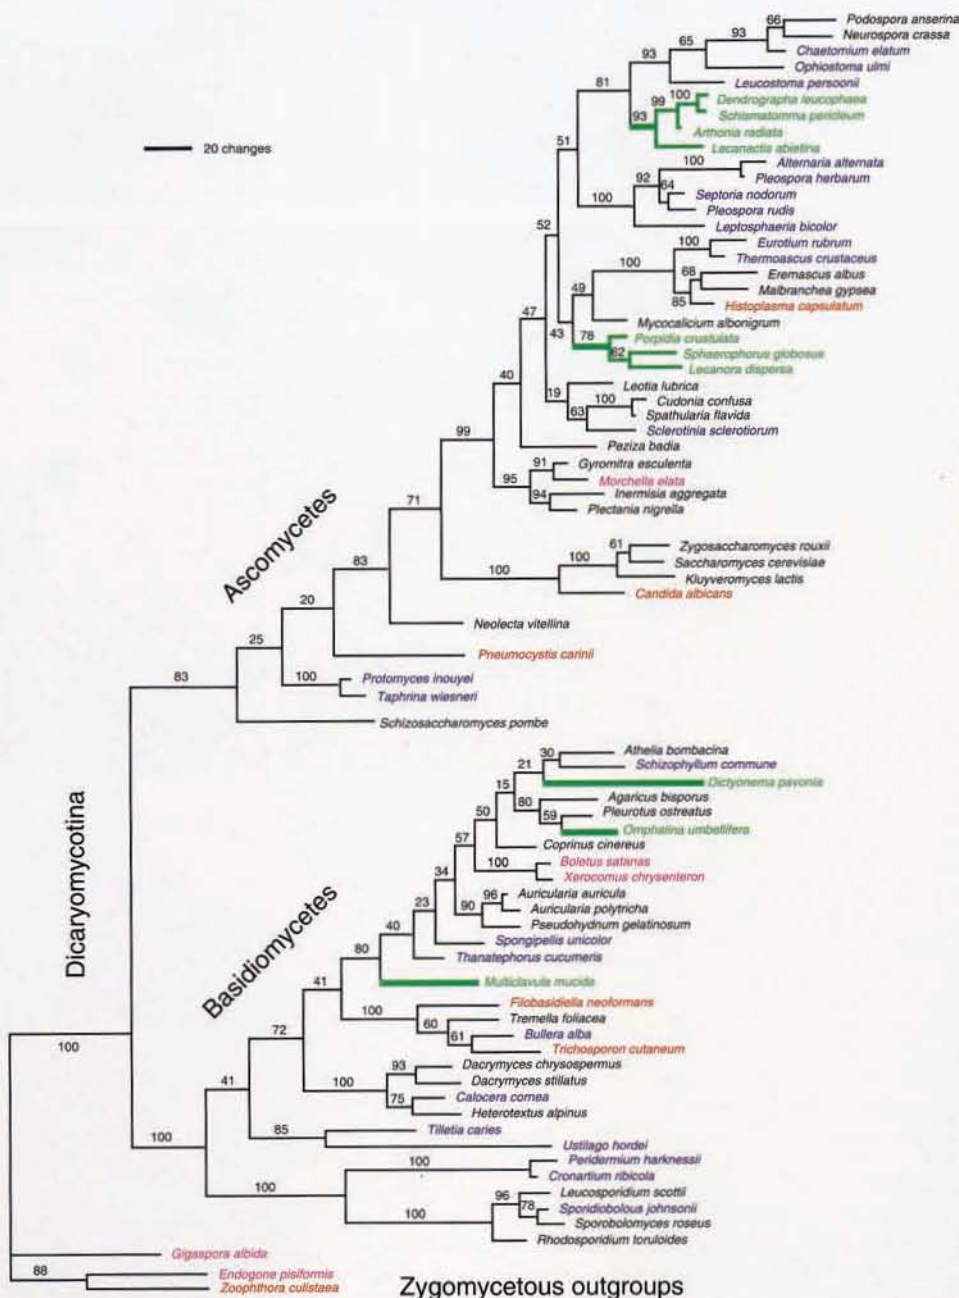 66
Podospora anserina
93
Neurospora crassa
65
Chaetomium elatum
93
Ophiostoma ulmi
81
Leucostoma persoonii
100
Dendrographa leucophaea
99
93
Schismatomma pericleum
Arthonia radiata
20 changes
Lecanactis abietina
51
100
Alternaria alternata
92
Pleospora herbarum
64
100
Septoria nodorum
Pleospora rudis
52
Leptosphaeria bicolor
100
Eurotium rubrum
100
Thermoascus crustaceus
68
Eremascus albus
49
Malbranchea gypsea
85
Histoplasma capsulatum
47
Mycocalicium albonigrum
43
78
Porpidia crustulata
62
Sphaerophorus globosus
Lecanora dispersa
40
Leotia lubrica
19
100
Cudonia confusa
63
Spathularia flavida
Sclerotinia sclerotiorum
99
Peziza badia
91
Gyromitra esculenta
95
Morchella elata
94
Inermisia aggregata
71
Plectania nigrella
Ascomycetes
61
Zygosaccharomyces rouxii
100
Saccharomyces cerevisiae
83
100
Kluyveromyces lactis
Candida albicans
20
Neolecta vitellina
25
Pneumocystis carinii
83
100
Protomyces inouyei
Taphrina wiesneri
Schizosaccharomyces pombe
30
Athelia bombacina
21
Schizophyllum commune
15
Dictyonema pavonia
80
Agaricus bisporus
50
59
Pleurotus ostreatus
Omphalina umbellifera
57
Coprinus cinereus
100
Boletus satanas
34
Xerocomus chrysenteron
Dicaryomycotina
Basidiomycetes
96
Auricularia auricula
23
90
Auricularia polytricha
Pseudohydnum gelatinosum
40
Spongipellis unicolor
80
Thanatephorus cucumeris
Multiclavula mucida
41
Filobasidiella neoformans
100
60
Tremella foliacea
72
61
Bullera alba
100
Trichosporon cutaneum
93
Dacrymyces chrysospermus
41
100
Dacrymyces stillatus
75
Calocera cornea
Heterotextus alpinus
85
Tilletia caries
100
Ustilago hordei
100
Peridermium harknessii
Cronartium ribicola
100
96
Leucosporidium scottii
78
Sporidiobolous johnsonii
100
Sporobolomyces roseus
Rhodosporidium toruloides
Gigaspora albida
88
Endogone pisiformis
Zoophthora culistaea
Zygomycetous outgroups